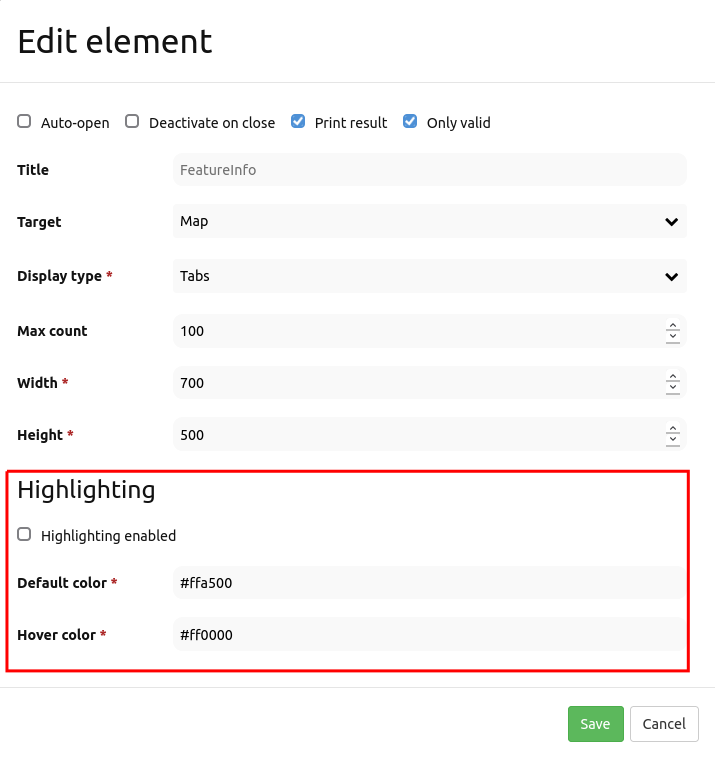 Edit element
Auto-open Deactivate on close Print result Only valid
Title FeatureInfo
Target Map
Display type * Tabs
Max count 100
Width * 700
Height * 500
Highlighting
Highlighting enabled
Default color * #ffa500
Hover color * #ff0000
Save Cancel